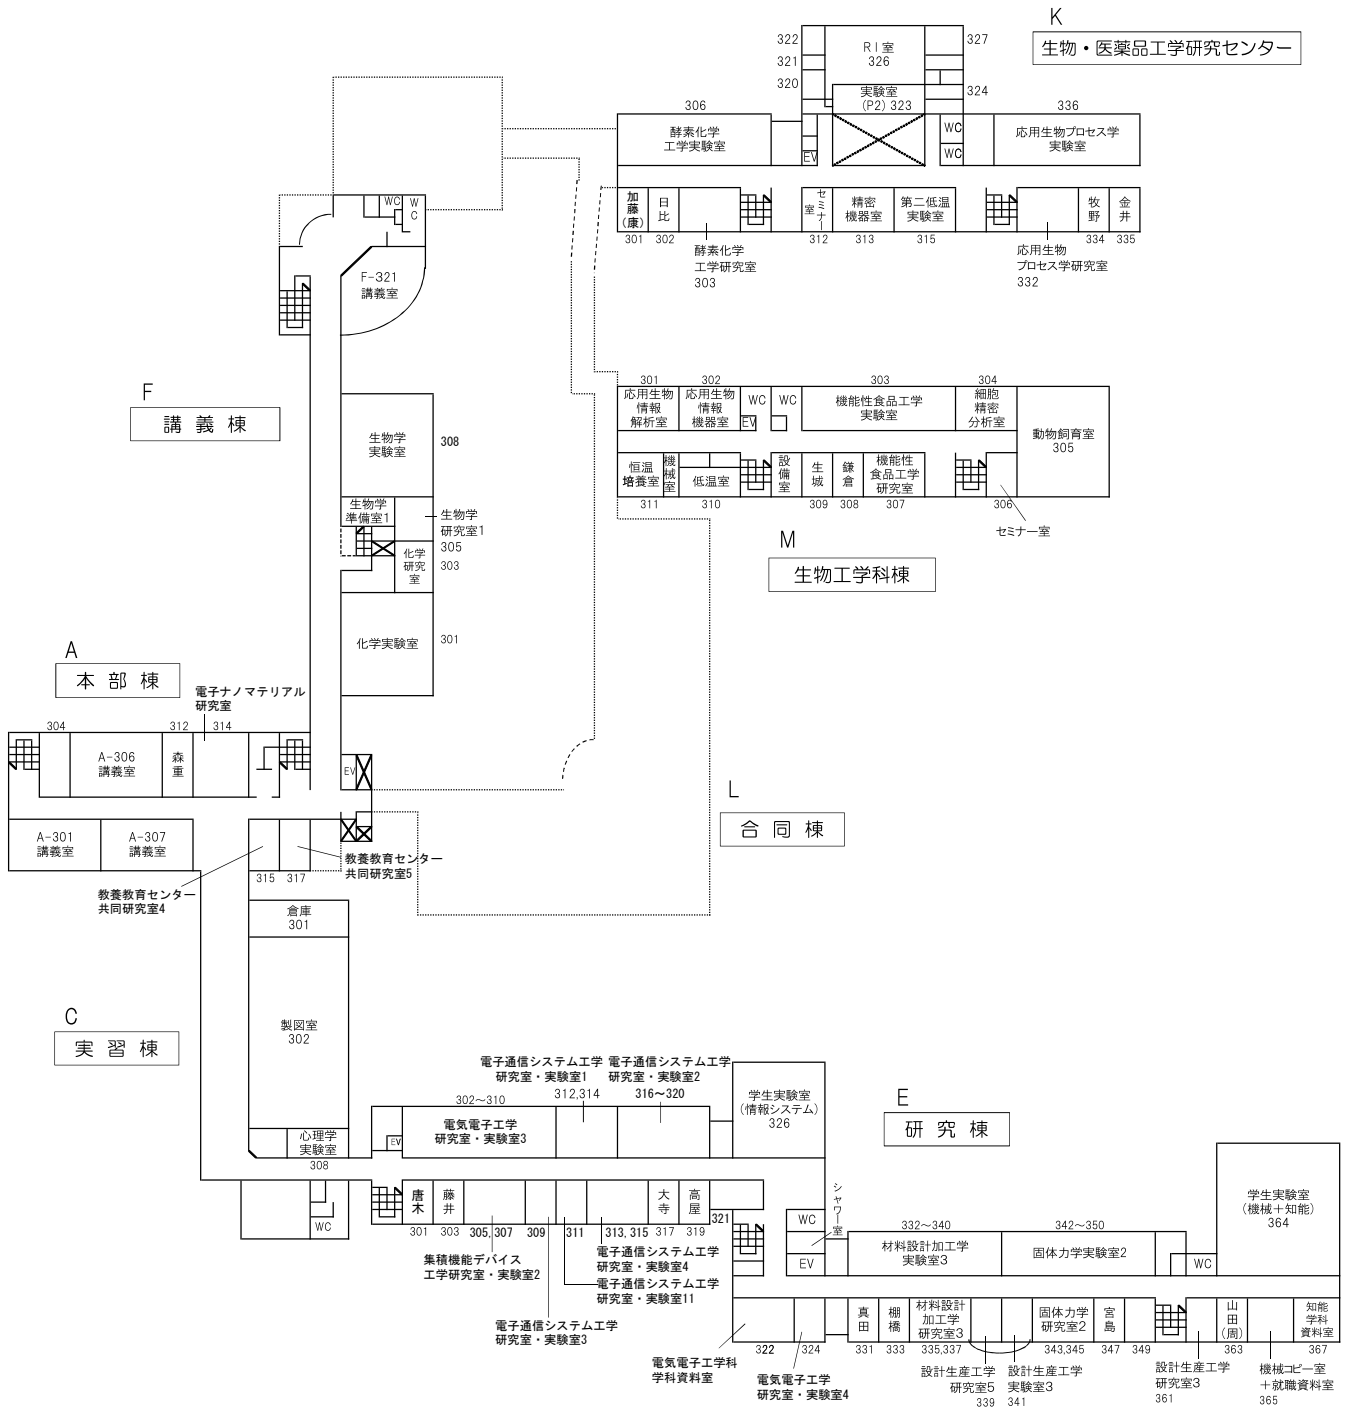 K
生物・医薬品工学研究センター
322
321
320
RI室
326
327
324
実験室
(P2) 323
306
酵素化学
工学実験室
EV
WC
WC
336
応用生物プロセス学
実験室
加藤(康)
301
日比
302
酵素化学
工学研究室
303
セミナー室
312
精密
機器室
313
第二低温
実験室
315
応用生物
プロセス学研究室
332
牧野
334
金井
335
WC
WC
F-321
講義室
F
講義棟
生物学
実験室
308
生物学
準備室1
生物学
研究室1
305
化学
研究
室
303
化学実験室
301
301
応用生物
情報
解析室
302
応用生物
情報
機器室
WC
EV
WC
303
機能性食品工学
実験室
304
細胞
精密
分析室
動物飼育室
305
恒温
培養室
311
機械室
低温室
310
設備室
生城
309
鎌倉
308
機能性
食品工学
研究室
307
306
セミナー室
M
生物工学科棟
A
本部棟
電子ナノマテリアル
研究室
304
312
314
A-306
講義室
森重
EV
A-301
講義室
A-307
講義室
315
317
教養教育センター
共同研究室5
教養教育センター
共同研究室4
L
合同棟
倉庫
301
製図室
302
C
実習棟
心理学
実験室
308
WC
302～310
電気電子工学
研究室・実験室3
EV
電子通信システム工学
研究室・実験室1
312,314
電子通信システム工学
研究室・実験室2
316～320
学生実験室
(情報システム)
326
E
研究棟
唐木
301
藤井
303
305,307
集積機能デバイス
工学研究室・実験室2
309
電子通信システム工学
研究室・実験室3
311
電子通信システム工学
研究室・実験室11
313,315
電子通信システム工学
研究室・実験室4
大寺
317
高屋
319
321
シャワー室
WC
EV
332～340
材料設計加工学
実験室3
342～350
固体力学実験室2
WC
学生実験室
(機械＋知能)
364
322
電気電子工学科
学科資料室
324
電気電子工学
研究室・実験室4
真田
331
棚橋
333
材料設計
加工学
研究室3
335,337
設計生産工学
研究室5
339
設計生産工学
実験室3
341
固体力学
研究室2
343,345
宮島
347
349
設計生産工学
研究室3
361
山田(周)
363
機械コピー室
＋就職資料室
365
知能
学科
資料室
367